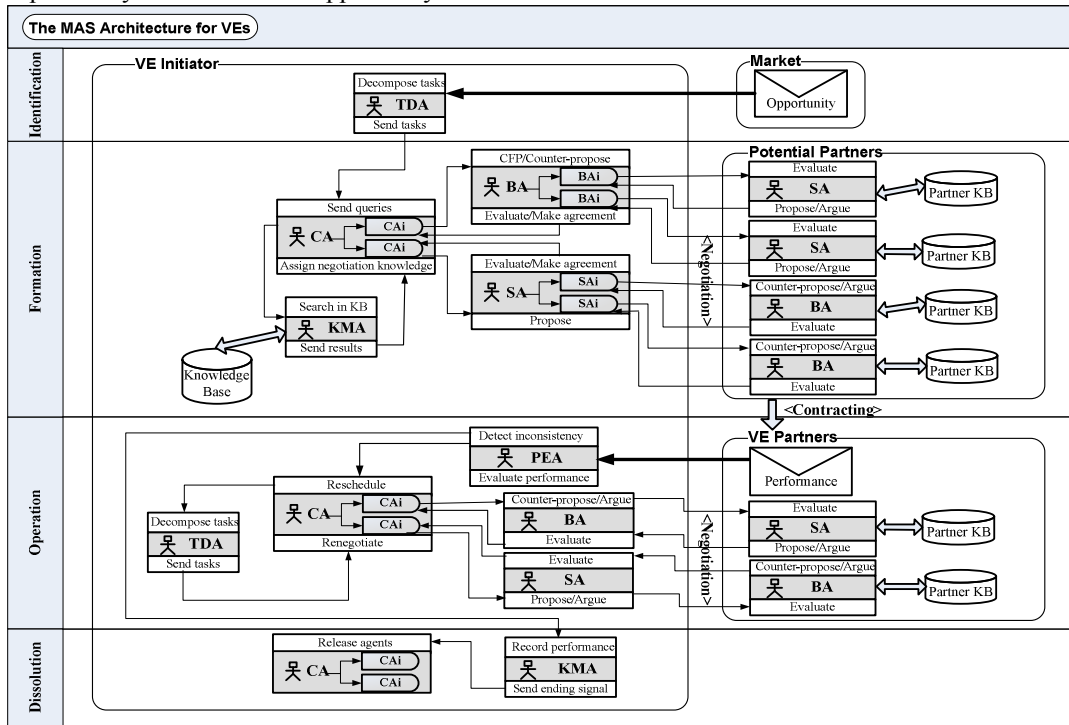 The MAS Architecture for VEs
Identification
VE Initiator
Decompose tasks
TDA
Send tasks
Market
Opportunity
Formation
CFP/Counter-propose
BA
BAi
BAi
Evaluate/Make agreement
Send queries
CA
CAi
CAi
Assign negotiation knowledge
Evaluate/Make agreement
SA
SAi
SAi
Propose
Search in KB
KMA
Send results
Knowledge
Base
<Negotiation>
Potential Partners
Evaluate
SA
Propose/Argue
Partner KB
Evaluate
SA
Propose/Argue
Partner KB
Counter-propose/Argue
BA
Evaluate
Partner KB
Counter-propose/Argue
BA
Evaluate
Partner KB
<Contracting>
Operation
Detect inconsistency
PEA
Evaluate performance
VE Partners
Performance
Reschedule
CA
CAi
CAi
Renegotiate
Decompose tasks
TDA
Send tasks
Counter-propose/Argue
BA
Evaluate
Evaluate
SA
Propose/Argue
<Negotiation>
Evaluate
SA
Propose/Argue
Partner KB
Counter-propose/Argue
BA
Evaluate
Partner KB
Dissolution
Release agents
CA
CAi
CAi
Record performance
KMA
Send ending signal